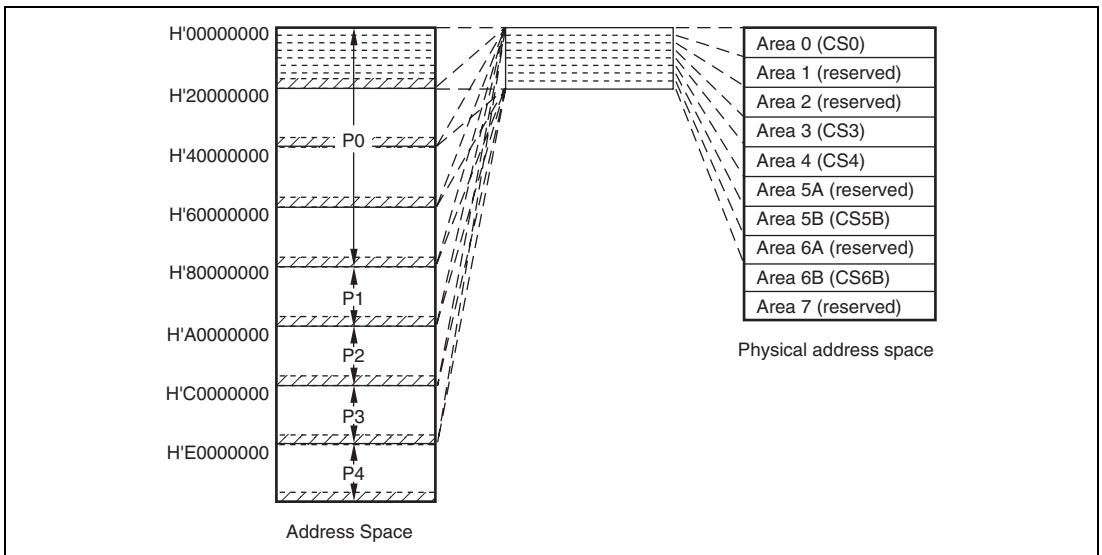 H'00000000
H'20000000
H'40000000
H'60000000
H'80000000
H'A0000000
H'C0000000
H'E0000000
P0
P1
P2
P3
P4
Address Space
Area 0 (CS0)
Area 1 (reserved)
Area 2 (reserved)
Area 3 (CS3)
Area 4 (CS4)
Area 5A (reserved)
Area 5B (CS5B)
Area 6A (reserved)
Area 6B (CS6B)
Area 7 (reserved)
Physical address space